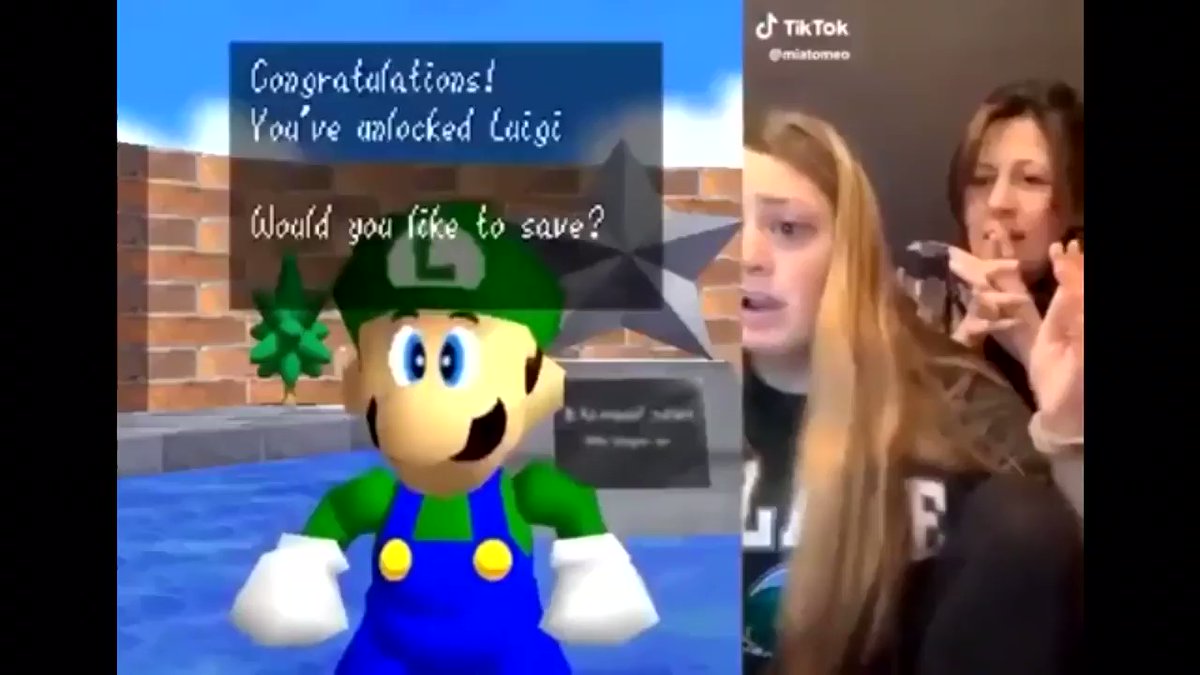 Congratulations!
You've unlocked Luigi
Would you like to save?
L
TikTok
@miatomeo